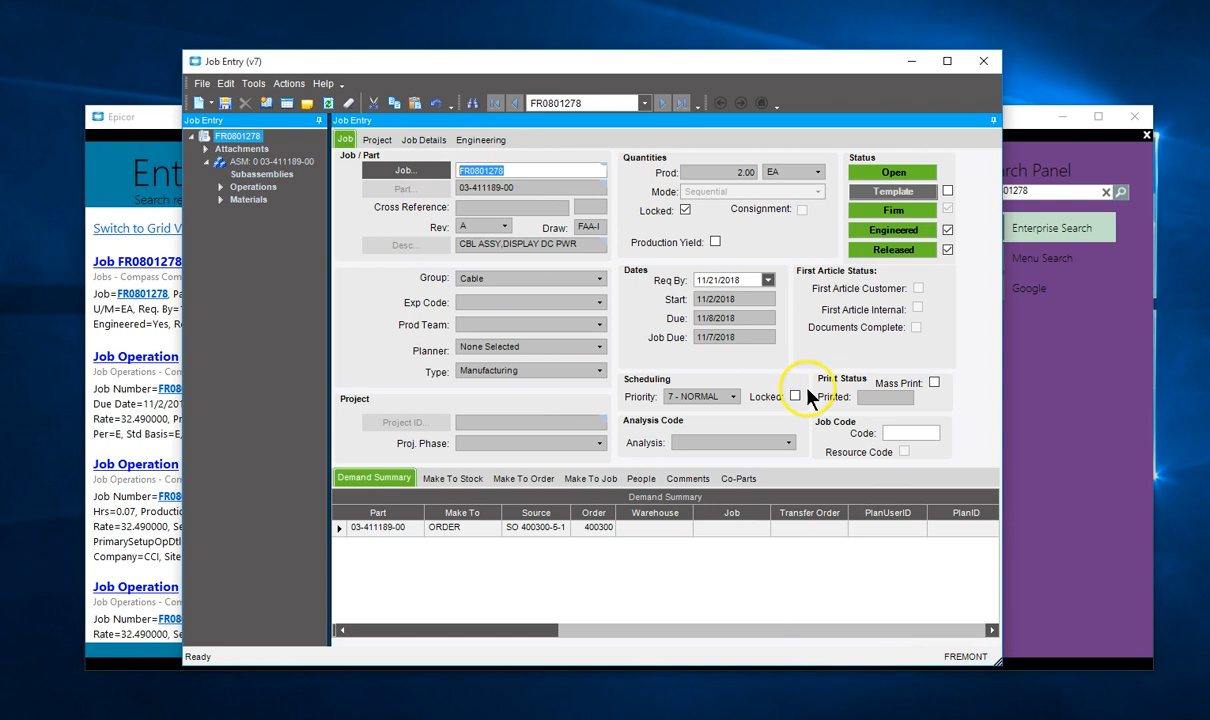 Job Entry (v7)
File Edit Tools Actions Help
FR0801278
Job Entry
Job Entry
FR0801278
Attachments
ASM: 0 03-411189-00
Subassemblies
Operations
Materials
Job Project Job Details Engineering
Job / Part
Job... FR0801278
Part... 03-411189-00
Cross Reference:
Rev: A Draw: FAA-I
Desc... CBL ASSY,DISPLAY DC PWR
Group: Cable
Exp Code:
Prod Team:
Planner: None Selected
Type: Manufacturing
Project
Project ID...
Proj. Phase:
Quantities
Prod: 2.00 EA
Mode: Sequential
Locked: Consignment:
Production Yield:
Status
Open
Template
Firm
Engineered
Released
Dates
Req By: 11/21/2018
Start: 11/2/2018
Due: 11/8/2018
Job Due: 11/7/2018
First Article Status:
First Article Customer:
First Article Internal:
Documents Complete:
Scheduling
Priority: 7 - NORMAL Locked:
Print Status Mass Print:
Printed:
Analysis Code
Analysis:
Job Code
Code:
Resource Code
Demand Summary Make To Stock Make To Order Make To Job People Comments Co-Parts
Demand Summary
Part Make To Source Order Warehouse Job Transfer Order PlanUserID PlanID
03-411189-00 ORDER SO 400300-5-1 400300
Ready FREMONT
Epicor
Ent
Search re
Switch to Grid V
Job FR0801278
Jobs - Compass Com
Job=FR0801278, Pa
U/M=EA, Req. By=
Engineered=Yes, R
Job Operation
Job Operations - Con
Job Number=FR0
Due Date=11/2/20
Rate=32.490000, S
Per=E, Std Basis=E,
Job Operation
Job Operations - Con
Job Number=FR0
Hrs=0.07, Productio
Rate=32.490000, Se
PrimarySetupOpDtl
Company=CCI, Site
Job Operation
Job Operations - Con
Job Number=FR08
Rate=32.490000, Se
rch Panel
01278
Enterprise Search
Menu Search
Google